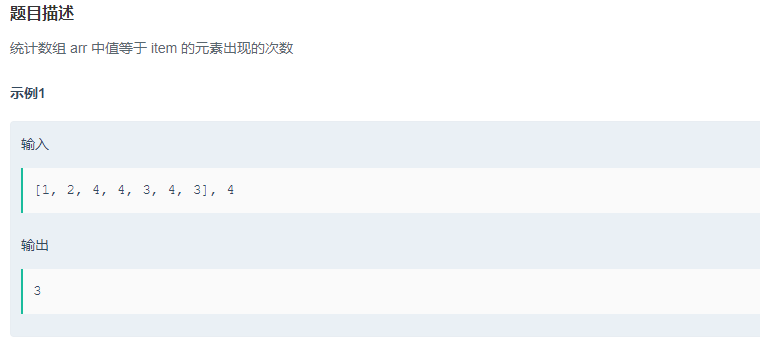 题目描述
统计数组 arr 中值等于 item 的元素出现的次数
示例1
输入
[1, 2, 4, 4, 3, 4, 3], 4
输出
3